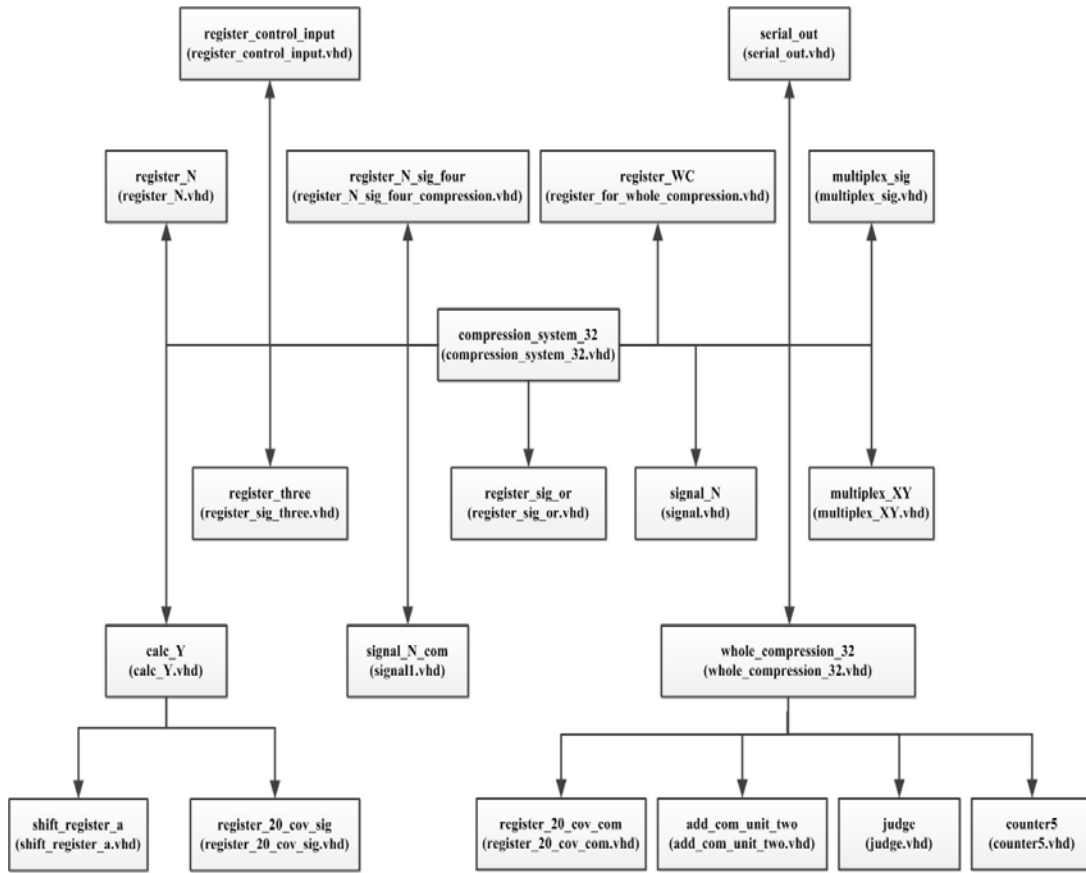 register_control_input
(register_control_input.vhd)
serial_out
(serial_out.vhd)
register_N
(register_N.vhd)
register_N_sig_four
(register_N_sig_four_compression.vhd)
register_WC
(register_for_whole_compression.vhd)
multiplex_sig
(multiplex_sig.vhd)
compression_system_32
(compression_system_32.vhd)
register_three
(register_sig_three.vhd)
register_sig_or
(register_sig_or.vhd)
signal_N
(signal.vhd)
multiplex_XY
(multiplex_XY.vhd)
calc_Y
(calc_Y.vhd)
signal_N_com
(signal1.vhd)
whole_compression_32
(whole_compression_32.vhd)
shift_register_a
(shift_register_a.vhd)
register_20_cov_sig
(register_20_cov_sig.vhd)
register_20_cov_com
(register_20_cov_com.vhd)
add_com_unit_two
(add_com_unit_two.vhd)
judge
(judge.vhd)
counter5
(counter5.vhd)